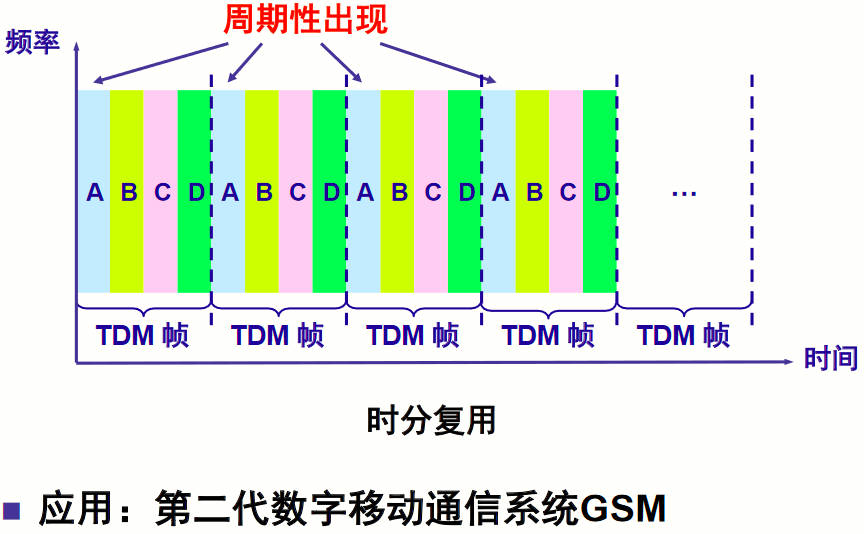 周期性出现
频率
A B C D A B C D A B C D A B C D ...
TDM 帧 TDM 帧 TDM 帧 TDM 帧 TDM 帧
时间
时分复用
■ 应用：第二代数字移动通信系统GSM